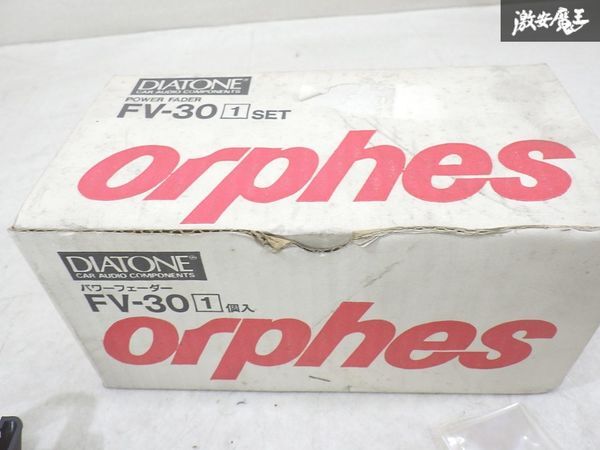 激安魔王
DIATONE
CAR AUDIO COMPONENTS
POWER FADER
FV-30 1 SET
orphes
DIATONE
CAR AUDIO COMPONENTS
パワーフェーダー
FV-30 1 個入
orphes